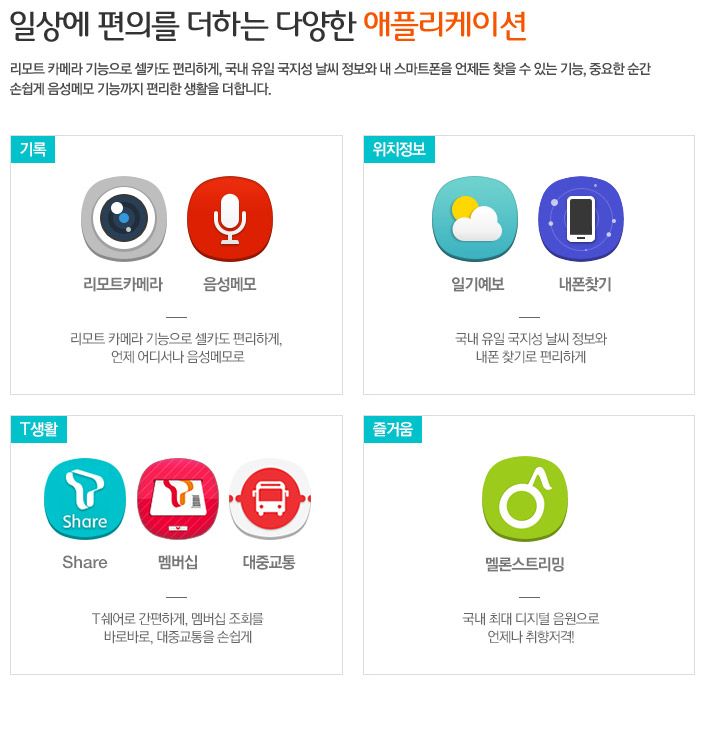 일상에 편의를 더하는 다양한 애플리케이션
리모트 카메라 기능으로 셀카도 편리하게, 국내 유일 국지성 날씨 정보와 내 스마트폰을 언제든 찾을 수 있는 기능, 중요한 순간
손쉽게 음성메모 기능까지 편리한 생활을 더합니다.
기록
리모트카메라 음성메모
리모트 카메라 기능으로 셀카도 편리하게,
언제 어디서나 음성메모로
위치정보
일기예보 내폰찾기
국내 유일 국지성 날씨 정보와
내폰 찾기로 편리하게
T생활
Share
Share 멤버십 대중교통
T쉐어로 간편하게, 멤버십 조회를
바로바로, 대중교통을 손쉽게
즐거움
멜론스트리밍
국내 최대 디지털 음원으로
언제나 취향저격!